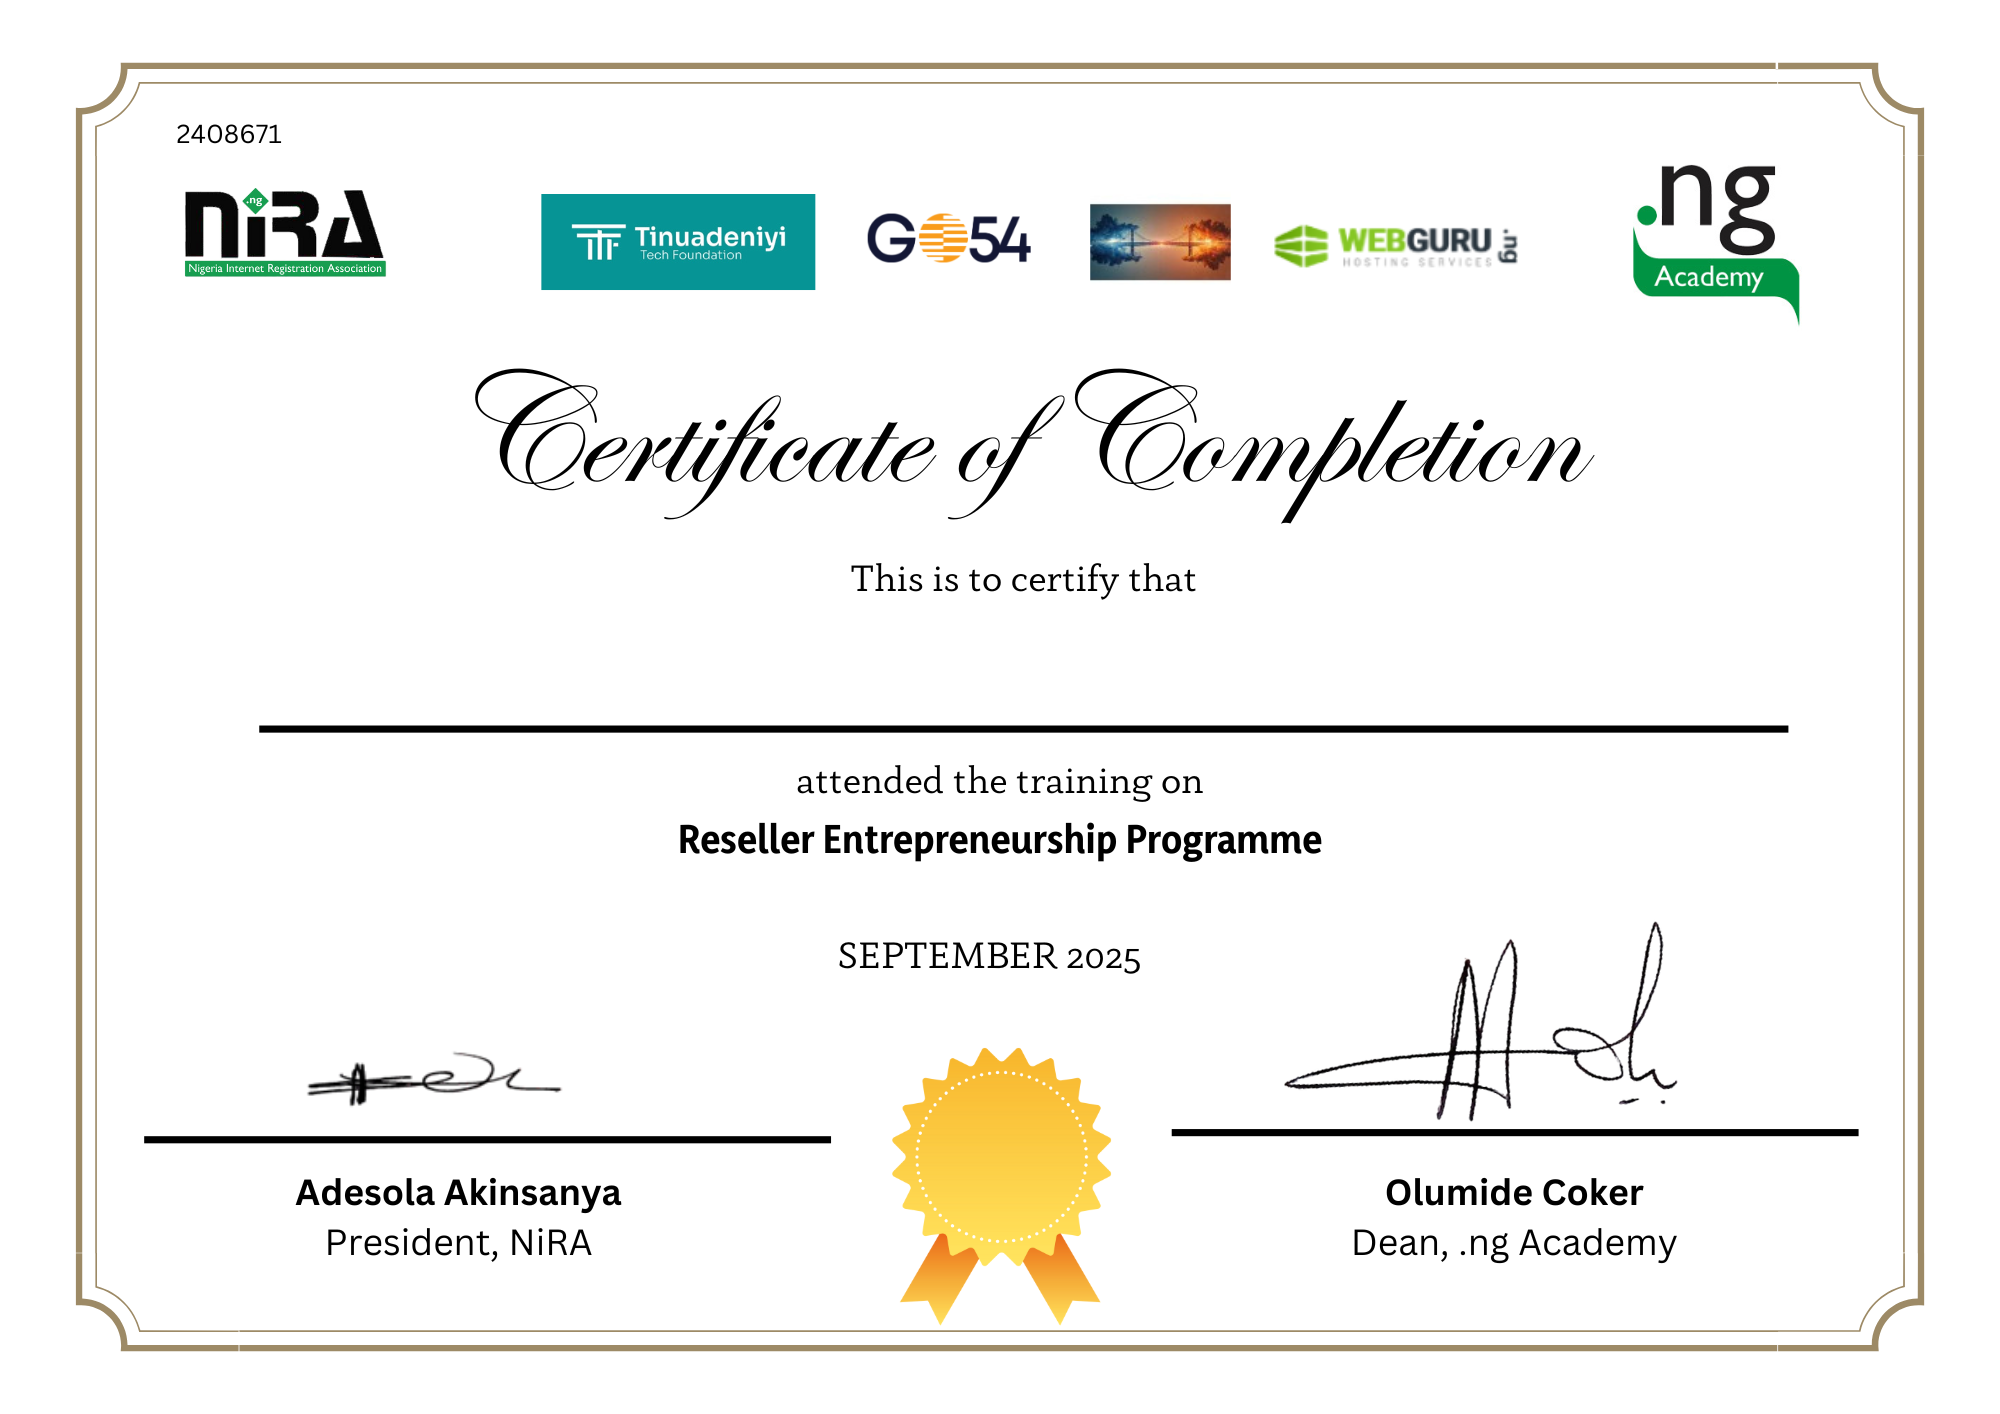 2408671
.ng
NiRA
Nigeria Internet Registration Association
Tinuadeniyi
Tech Foundation
GO54
WEBGURU.ng
HOSTING SERVICES
.ng
Academy
Certificate of Completion
This is to certify that
attended the training on
Reseller Entrepreneurship Programme
SEPTEMBER 2025
Adesola Akinsanya
President, NiRA
Olumide Coker
Dean, .ng Academy